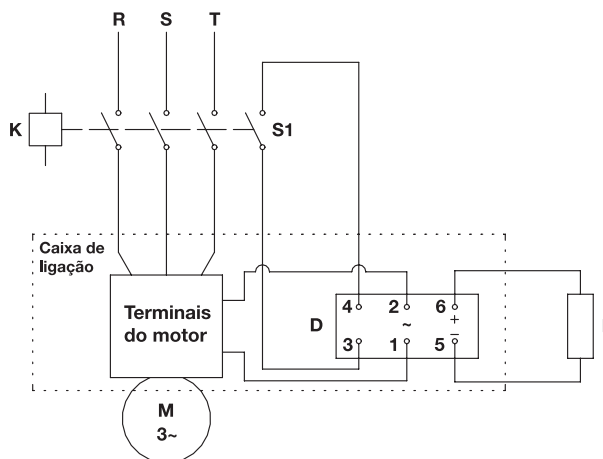 R S T
K
S1
Caixa de
ligação
Terminais
do motor
D
4 2 6
~ +
−
3 1 5
M
3~